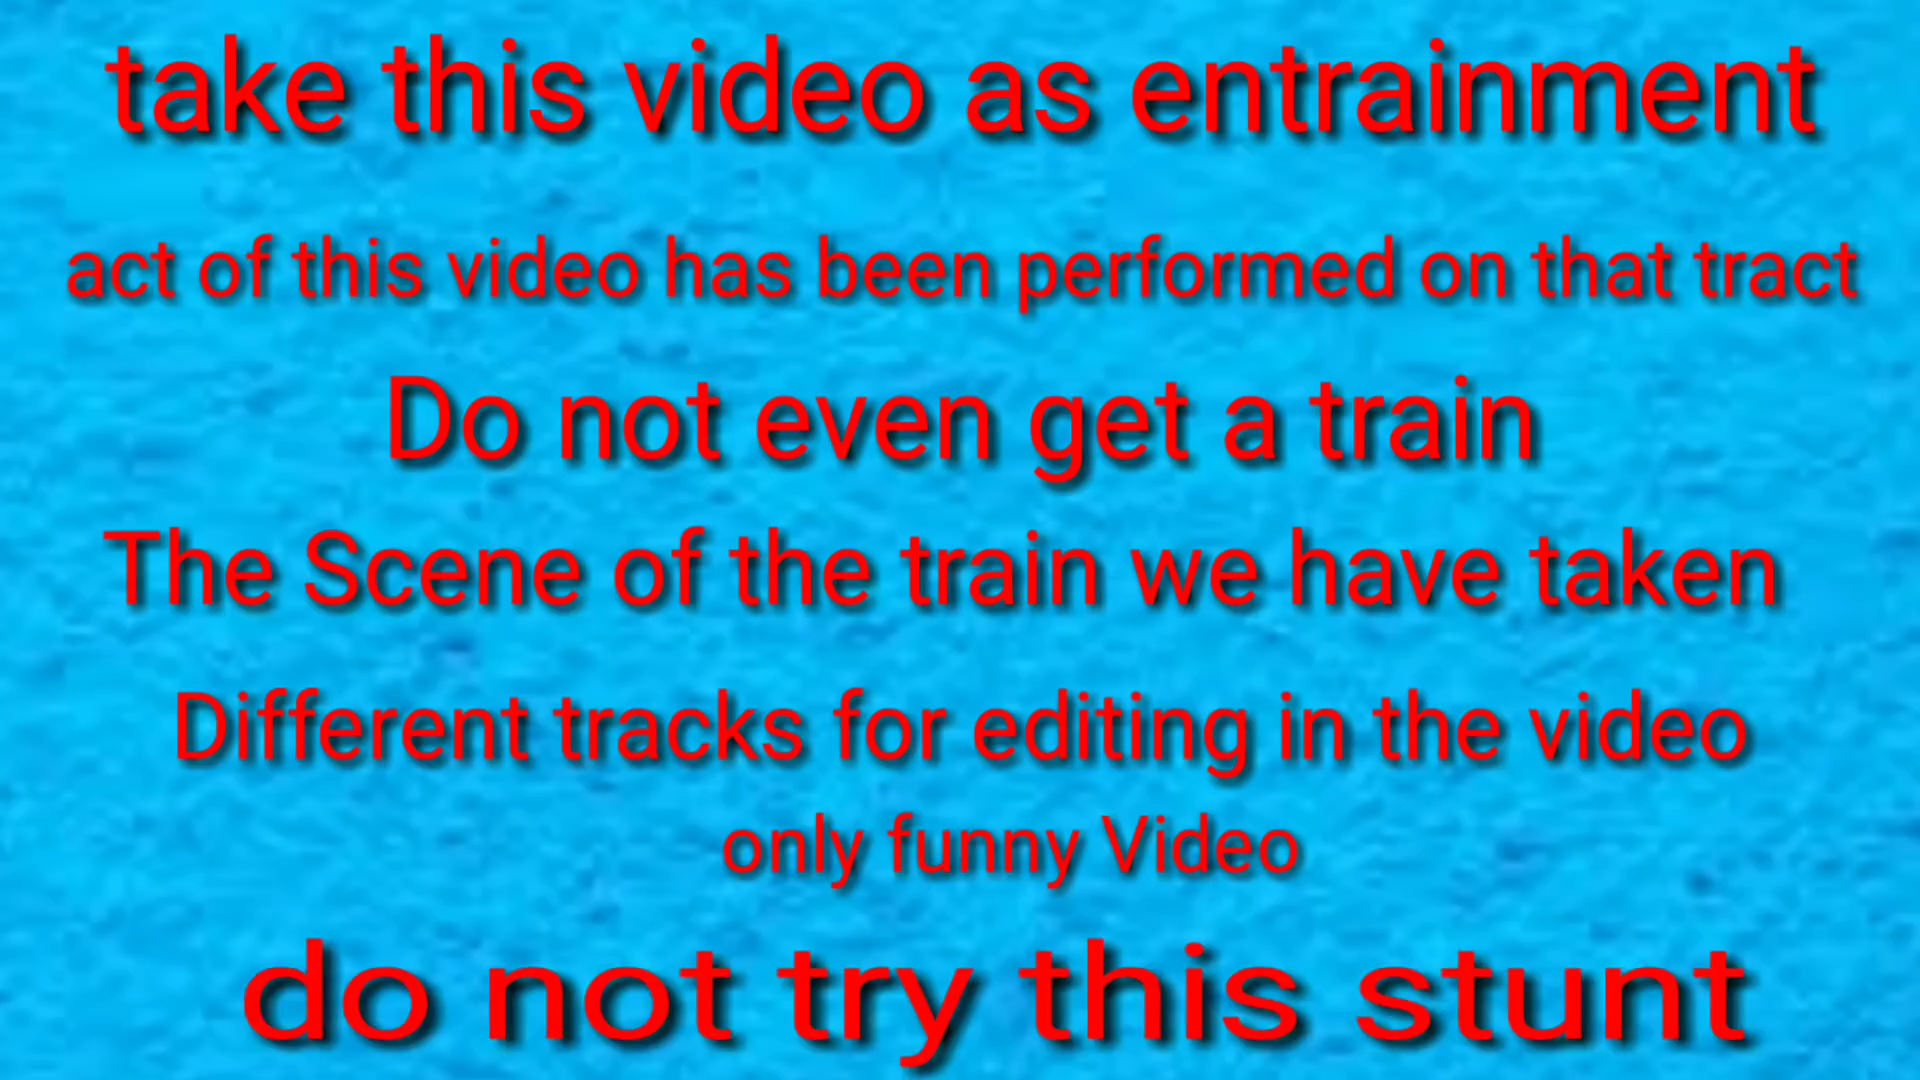 take this video as entrainment
act of this video has been performed on that tract
Do not even get a train
The Scene of the train we have taken
Different tracks for editing in the video
only funny Video
do not try this stunt